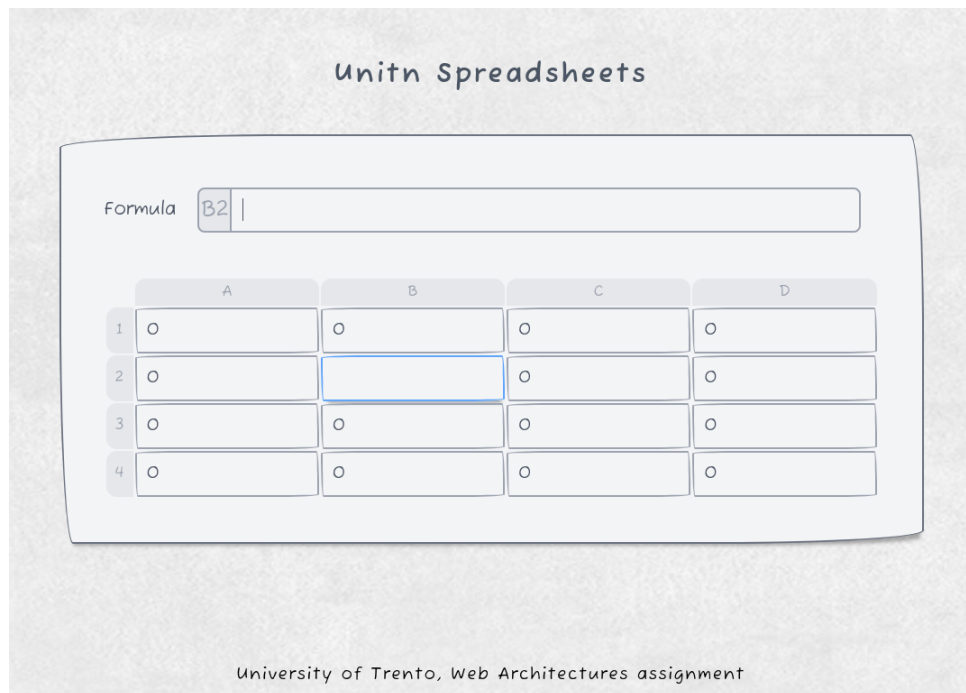 Unitn Spreadsheets
Formula B2
A B C D
1 0 0 0 0
2 0 0 0
3 0 0 0 0
4 0 0 0 0
University of Trento, Web Architectures assignment